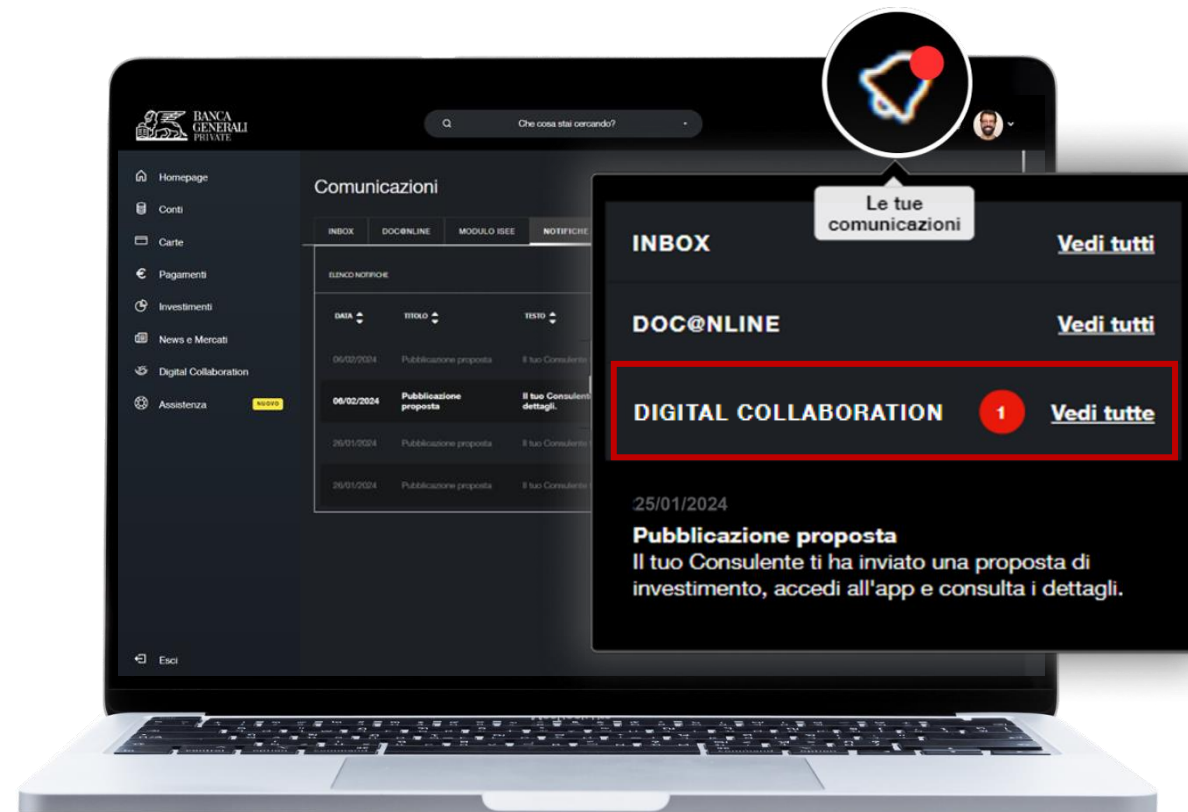 BANCA
GENERALI
PRIVATE
Che cosa stai cercando?
Homepage
Conti
Carte
Pagamenti
Investimenti
News e Mercati
Digital Collaboration
Assistenza
NUOVO
Esci
Comunicazioni
INBOX
DOC@NLINE
MODULO ISEE
NOTIFICHE
ELENCO NOTIFICHE
DATA
TITOLO
TESTO
06/02/2024 Pubblicazione proposta Il tuo Consulente
06/02/2024 Pubblicazione Il tuo Consulent
proposta dettagli.
26/01/2024 Pubblicazione proposta Il tuo Consulente
26/01/2024 Pubblicazione proposta Il tuo Consulente
Le tue
comunicazioni
INBOX Vedi tutti
DOC@NLINE Vedi tutti
DIGITAL COLLABORATION 1 Vedi tutte
25/01/2024
Pubblicazione proposta
Il tuo Consulente ti ha inviato una proposta di
investimento, accedi all'app e consulta i dettagli.